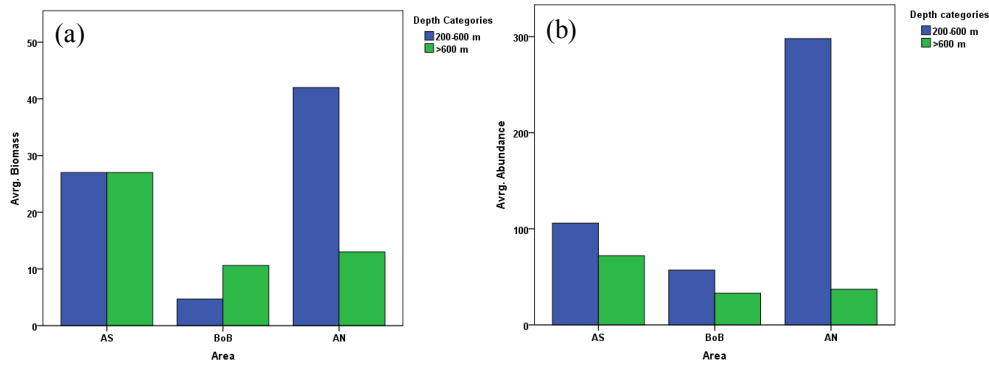 (a)
Depth Categories
200-600 m
>600 m
Avrg. Biomass
50
40
30
20
10
0
AS
BoB
AN
Area
(b)
Depth categories
200-600 m
>600 m
Avrg. Abundance
300
200
100
0
AS
BoB
AN
Area